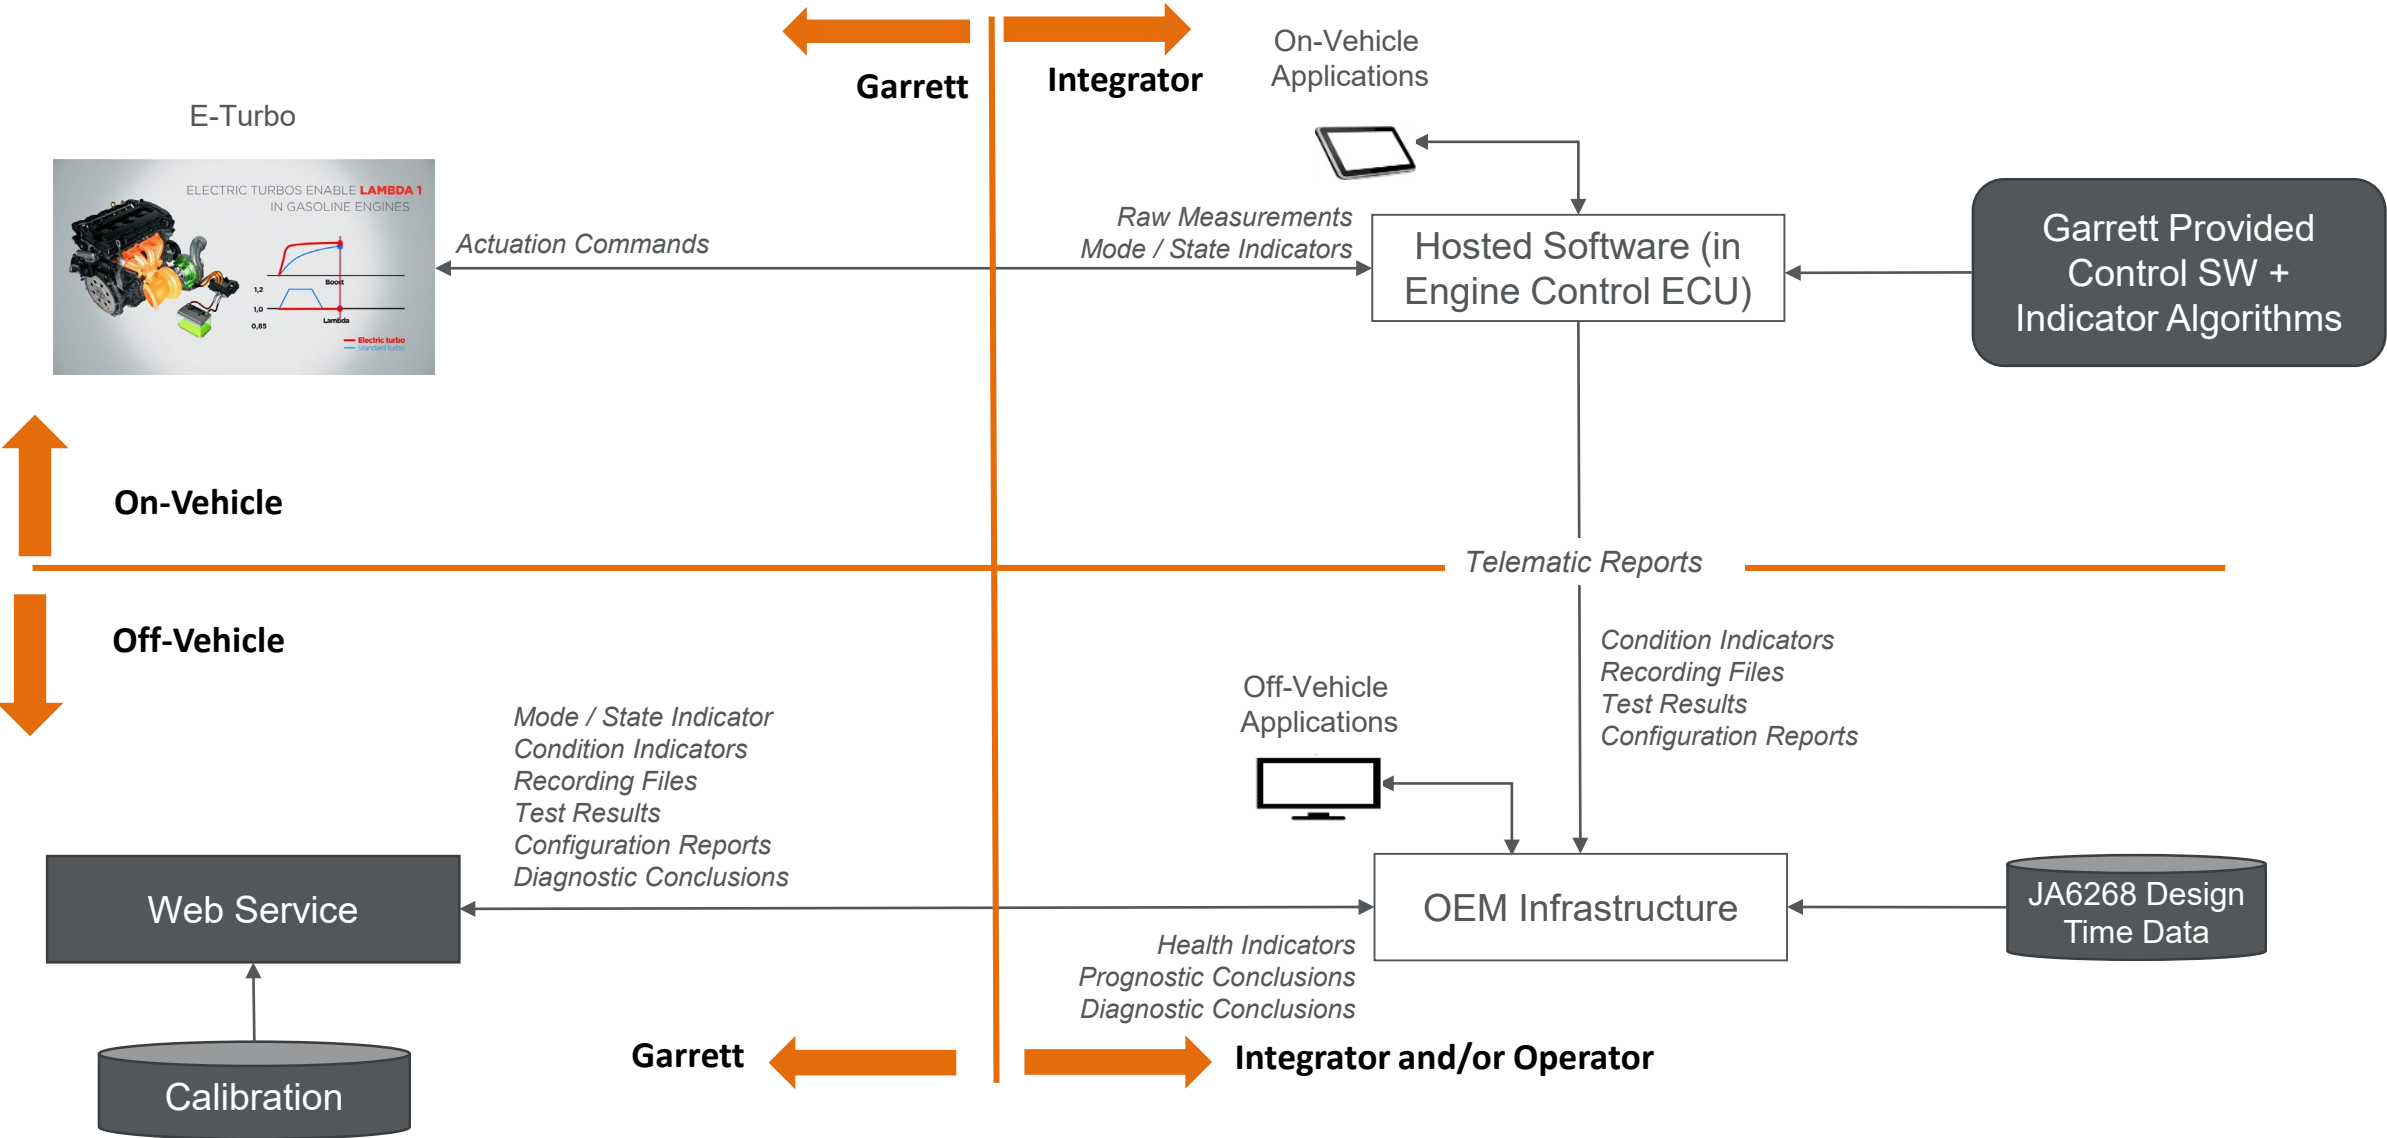 Garrett
Integrator
On-Vehicle
Applications
E-Turbo
ELECTRIC TURBOS ENABLE LAMBDA 1
IN GASOLINE ENGINES
Boost
1,2
1,0
Lambda
0,85
Electric turbo
Standard turbo
Actuation Commands
Raw Measurements
Mode / State Indicators
Hosted Software (in
Engine Control ECU)
Garrett Provided
Control SW +
Indicator Algorithms
On-Vehicle
Telematic Reports
Off-Vehicle
Condition Indicators
Recording Files
Test Results
Configuration Reports
Off-Vehicle
Applications
Mode / State Indicator
Condition Indicators
Recording Files
Test Results
Configuration Reports
Diagnostic Conclusions
Web Service
OEM Infrastructure
JA6268 Design
Time Data
Health Indicators
Prognostic Conclusions
Diagnostic Conclusions
Garrett
Integrator and/or Operator
Calibration